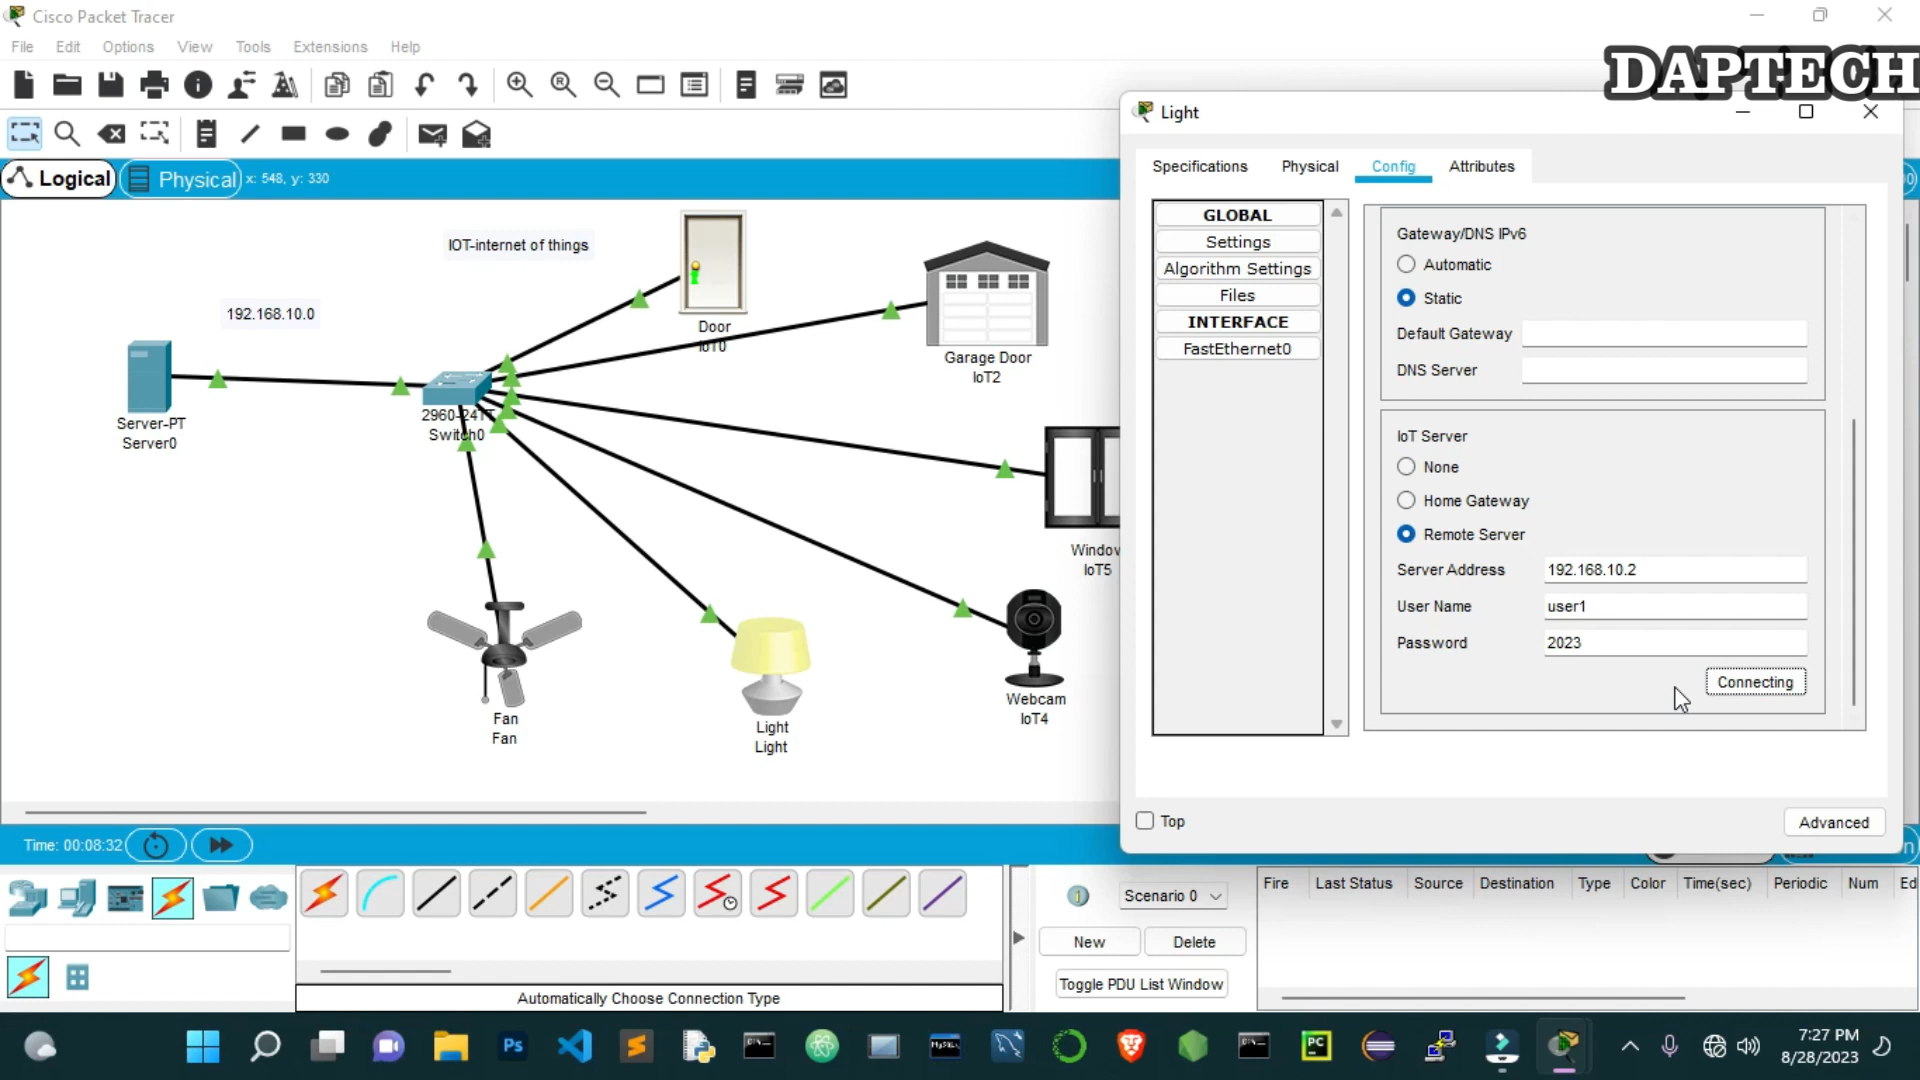 Cisco Packet Tracer
File Edit Options View Tools Extensions Help
DAPTECH
Light
Logical
Physical
x: 548, y: 330
Specifications Physical Config Attributes
GLOBAL
Settings
Algorithm Settings
Files
INTERFACE
FastEthernet0
Gateway/DNS IPv6
Automatic
Static
Default Gateway
DNS Server
IoT Server
None
Home Gateway
Remote Server
Server Address 192.168.10.2
User Name user1
Password 2023
Connecting
Top
Advanced
IOT-internet of things
192.168.10.0
Door
IoT0
Garage Door
IoT2
Server-PT
Server0
2960-24TT
Switch0
Window
IoT5
Webcam
IoT4
Fan
Fan
Light
Light
Time: 00:08:32
Scenario 0
New Delete
Toggle PDU List Window
Fire Last Status Source Destination Type Color Time(sec) Periodic Num Ed
Automatically Choose Connection Type
Ps
MySQL
PC
7:27 PM
8/28/2023